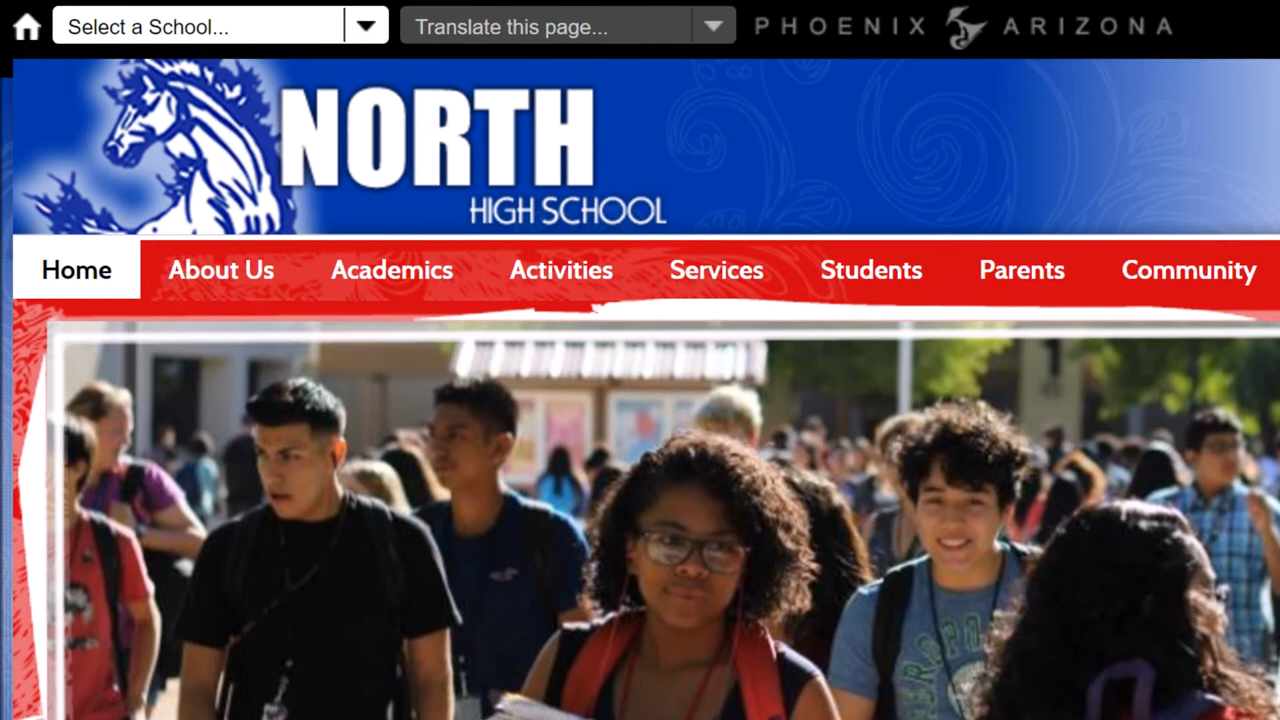 Select a School... Translate this page... PHOENIX ARIZONA
NORTH
HIGH SCHOOL
Home About Us Academics Activities Services Students Parents Community